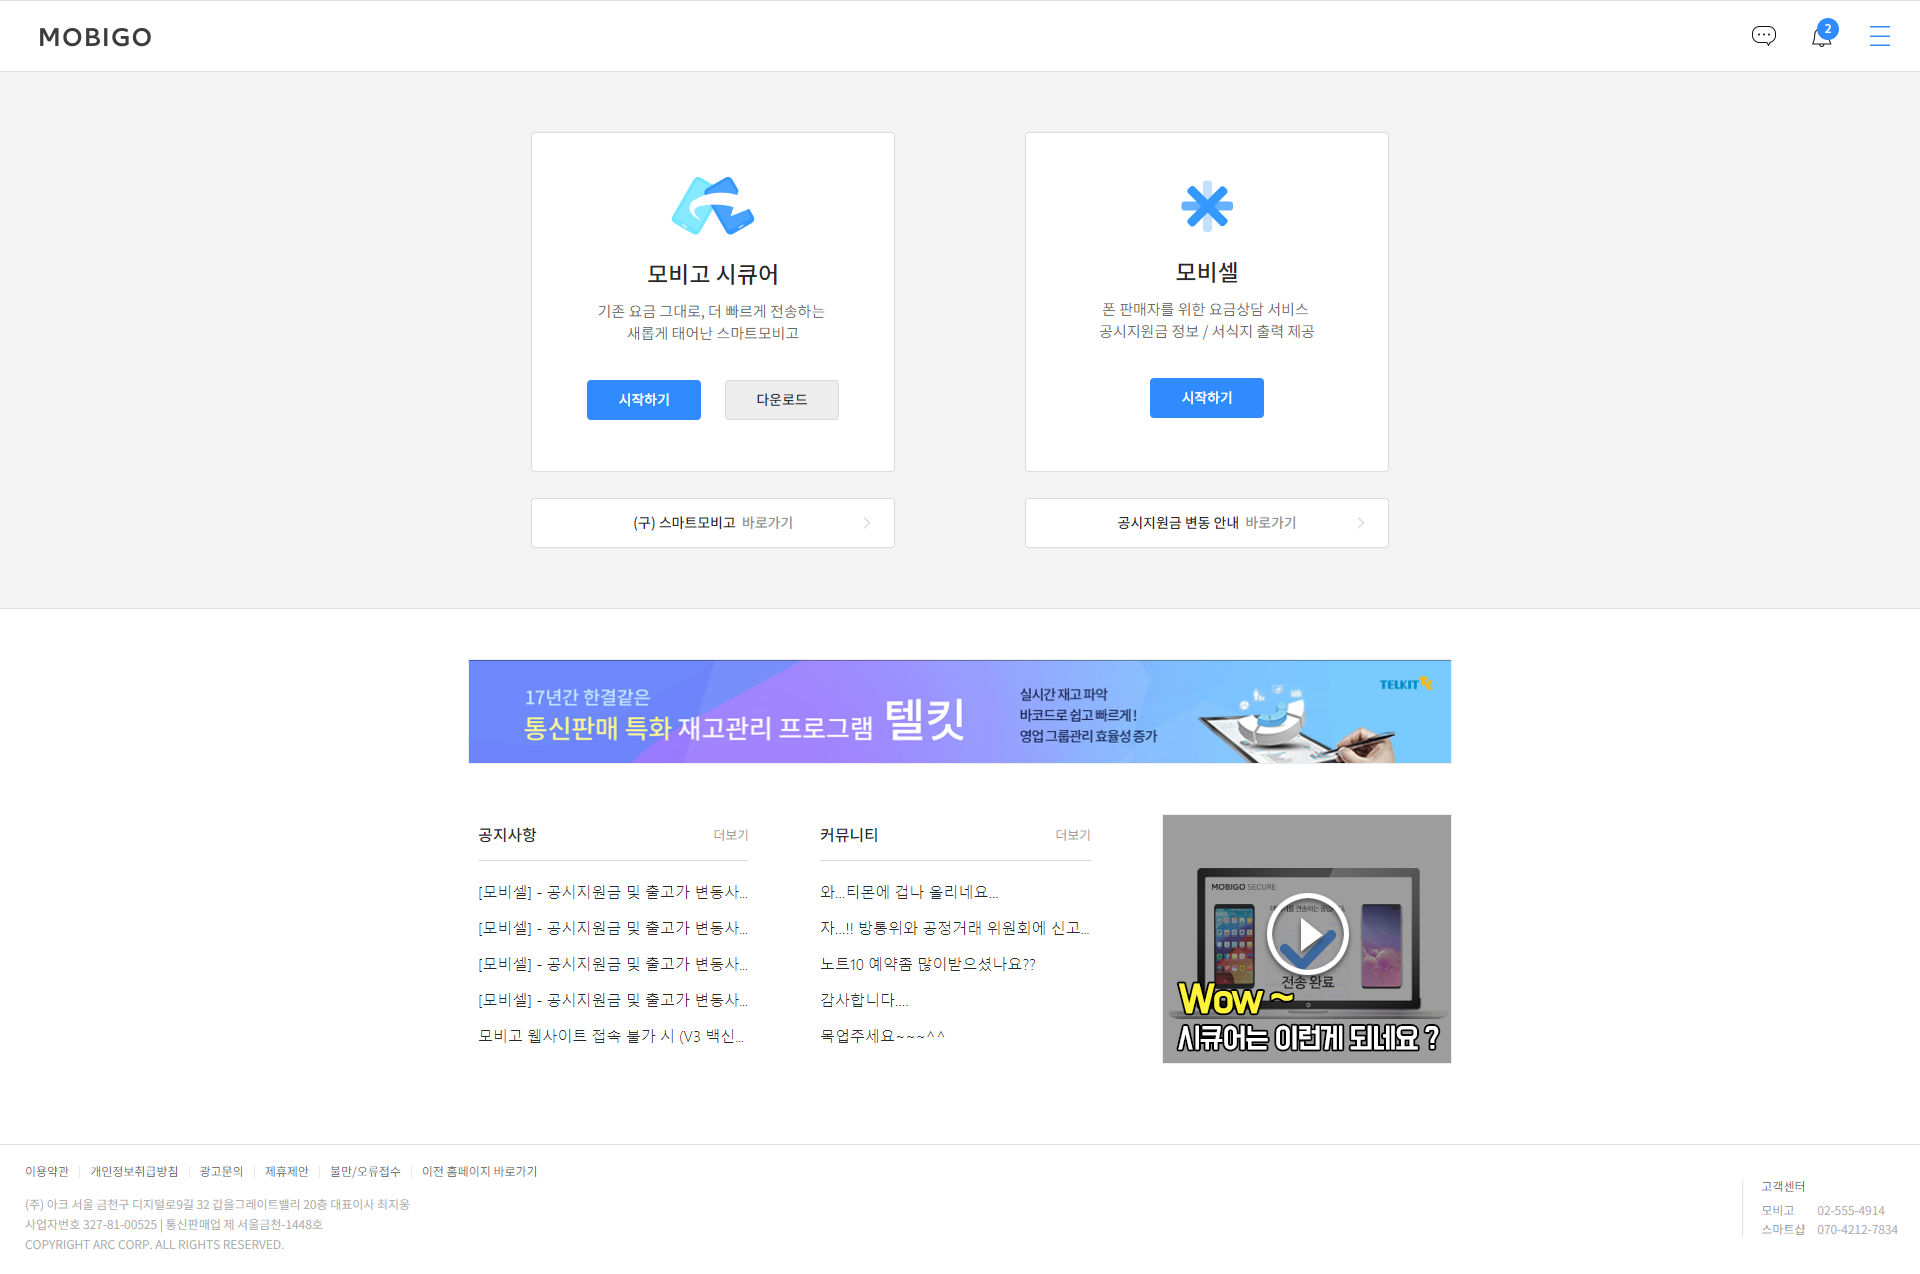 MOBIGO
2
모비고 시큐어
기존 요금 그대로, 더 빠르게 전송하는
새롭게 태어난 스마트모비고
시작하기
다운로드
모비셀
폰 판매자를 위한 요금상담 서비스
공시지원금 정보 / 서식지 출력 제공
시작하기
(구) 스마트모비고 바로가기
공시지원금 변동 안내 바로가기
17년간 한결같은
통신판매 특화 재고관리 프로그램 텔킷
실시간 재고 파악
바코드로 쉽고 빠르게!
영업 그룹관리 효율성 증가
TELKIT
공지사항
더보기
[모비셀] - 공시지원금 및 출고가 변동사...
[모비셀] - 공시지원금 및 출고가 변동사...
[모비셀] - 공시지원금 및 출고가 변동사...
[모비셀] - 공시지원금 및 출고가 변동사...
모비고 웹사이트 접속 불가 시 (V3 백신...
커뮤니티
더보기
와...티몬에 겁나 올리네요...
자...!! 방통위와 공정거래 위원회에 신고...
노트10 예약좀 많이받으셨나요??
감사합니다....
목업주세요~~~^^
MOBIGO SECURE
전송 완료
Wow ~
시큐어는 이런게 되네요 ?
이용약관
개인정보취급방침
광고문의
제휴제안
불만/오류접수
이전 홈페이지 바로가기
(주) 아크 서울 금천구 디지털로9길 32 갑을그레이트밸리 20층 대표이사 최지웅
사업자번호 327-81-00525 | 통신판매업 제 서울금천-1448호
COPYRIGHT ARC CORP. ALL RIGHTS RESERVED.
고객센터
모비고 02-555-4914
스마트샵 070-4212-7834